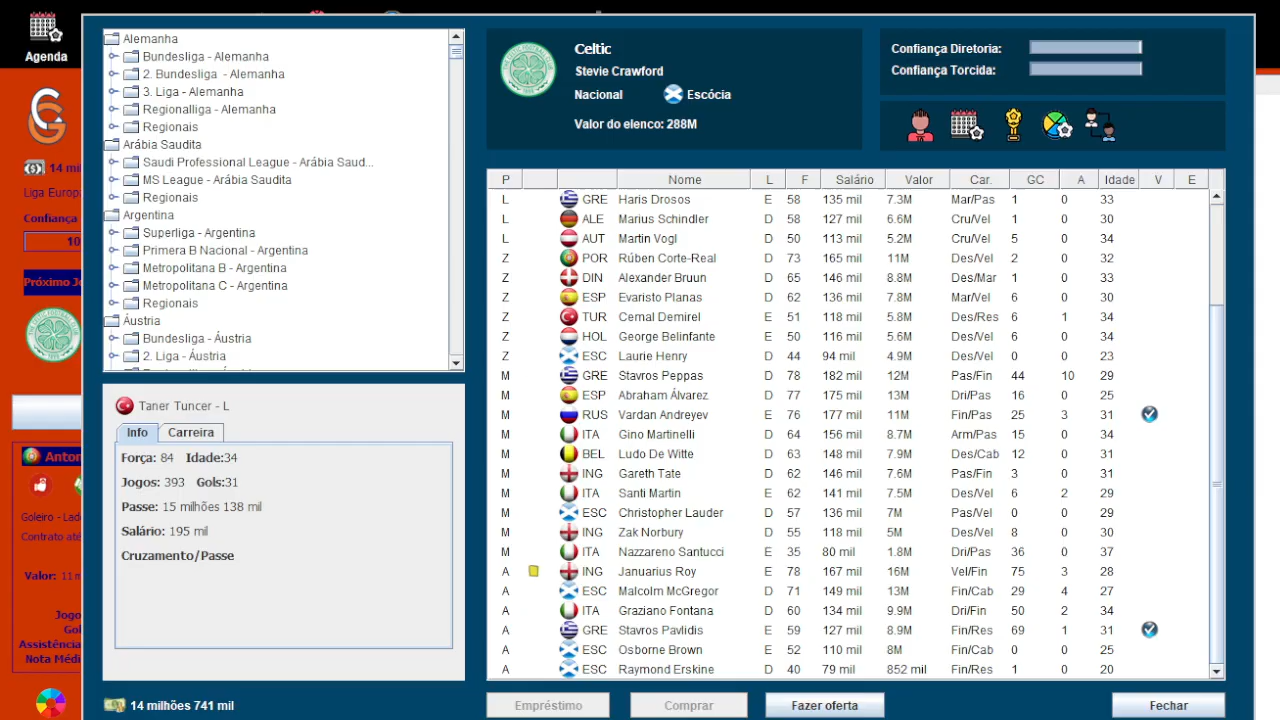 Agenda
14 mil
Liga Europ
Confiança
10
Próximo Jo
Anton
Goleiro - Lad
Contrato até
Valor: 11 m
Jogo
Gol
Assistência
Nota Médi
Alemanha
Bundesliga - Alemanha
2. Bundesliga - Alemanha
3. Liga - Alemanha
Regionalliga - Alemanha
Regionais
Arábia Saudita
Saudi Professional League - Arábia Saud...
MS League - Arábia Saudita
Regionais
Argentina
Superliga - Argentina
Primera B Nacional - Argentina
Metropolitana B - Argentina
Metropolitana C - Argentina
Regionais
Áustria
Bundesliga - Áustria
2. Liga - Áustria
Taner Tuncer - L
Info Carreira
Força: 84 Idade:34
Jogos: 393 Gols:31
Passe: 15 milhões 138 mil
Salário: 195 mil
Cruzamento/Passe
14 milhões 741 mil
Celtic
Stevie Crawford
Nacional Escócia
Valor do elenco: 288M
Confiança Diretoria:
Confiança Torcida:
P Nome L F Salário Valor Car. GC A Idade V E
L GRE Haris Drosos E 58 135 mil 7.3M Mar/Pas 1 0 33
L ALE Marius Schindler D 58 127 mil 6.6M Cru/Vel 1 0 30
L AUT Martin Vogl D 50 113 mil 5.2M Cru/Vel 5 0 34
Z POR Rúben Corte-Real D 73 165 mil 11M Des/Vel 2 0 32
Z DIN Alexander Bruun D 65 146 mil 8.8M Des/Mar 1 0 33
Z ESP Evaristo Planas D 62 136 mil 7.8M Mar/Vel 6 0 30
Z TUR Cemal Demirel E 51 118 mil 5.8M Des/Res 6 1 34
Z HOL George Belinfante D 50 116 mil 5.6M Des/Vel 6 0 34
Z ESC Laurie Henry D 44 94 mil 4.9M Des/Vel 0 0 23
M GRE Stavros Peppas D 78 182 mil 12M Pas/Fin 44 10 29
M ESP Abraham Álvarez D 77 175 mil 13M Dri/Pas 16 0 25
M RUS Vardan Andreyev E 76 177 mil 11M Fin/Pas 25 3 31
M ITA Gino Martinelli D 64 156 mil 8.7M Arm/Pas 15 0 34
M BEL Ludo De Witte D 63 148 mil 7.9M Des/Cab 12 0 31
M ING Gareth Tate D 62 146 mil 7.6M Pas/Fin 3 0 31
M ITA Santi Martin E 62 141 mil 7.5M Des/Vel 6 2 29
M ESC Christopher Lauder D 57 136 mil 7M Pas/Vel 0 0 29
M ING Zak Norbury D 55 118 mil 5M Des/Vel 8 0 30
M ITA Nazzareno Santucci E 35 80 mil 1.8M Dri/Pas 36 0 37
A ING Januarius Roy E 78 167 mil 16M Vel/Fin 75 3 28
A ESC Malcolm McGregor D 71 149 mil 13M Fin/Cab 29 4 27
A ITA Graziano Fontana D 60 134 mil 9.9M Dri/Fin 50 2 34
A GRE Stavros Pavlidis E 59 127 mil 8.9M Fin/Res 69 1 31
A ESC Osborne Brown E 52 110 mil 8M Fin/Cab 0 0 25
A ESC Raymond Erskine D 40 79 mil 852 mil Fin/Res 1 0 20
Empréstimo Comprar Fazer oferta Fechar